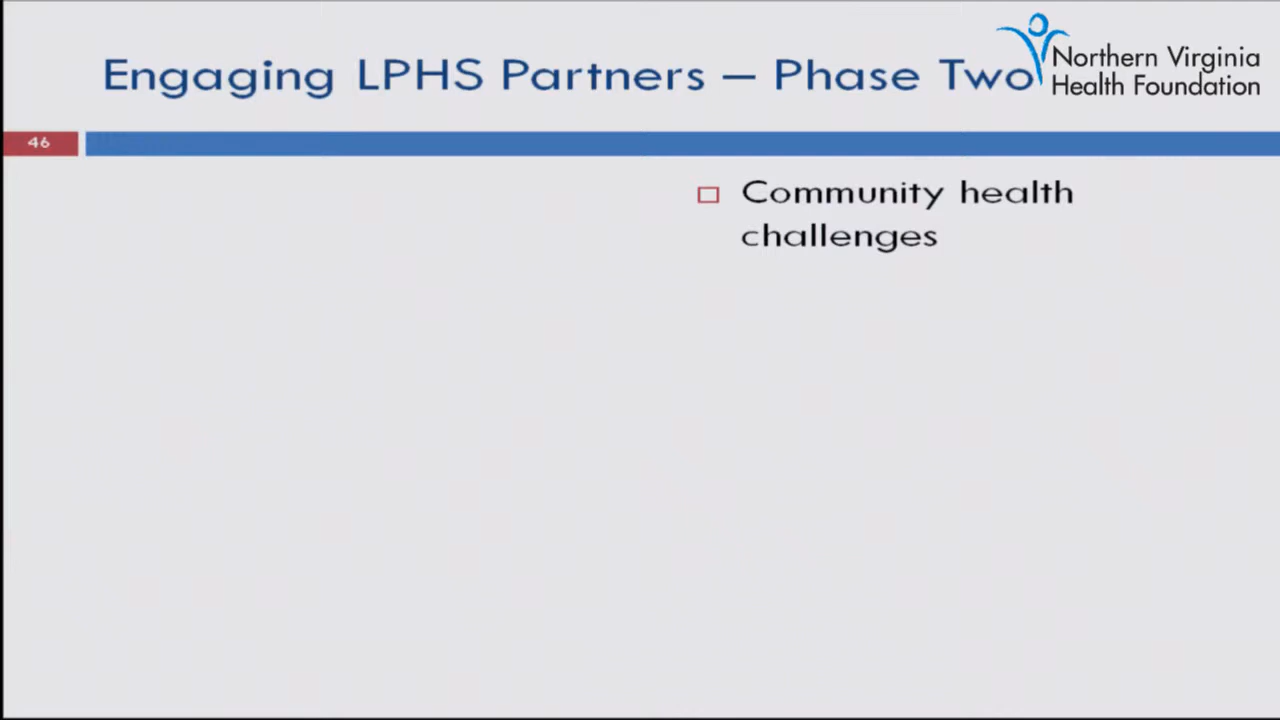 Engaging LPHS Partners – Phase Two
Northern Virginia
Health Foundation
46
Community health
challenges